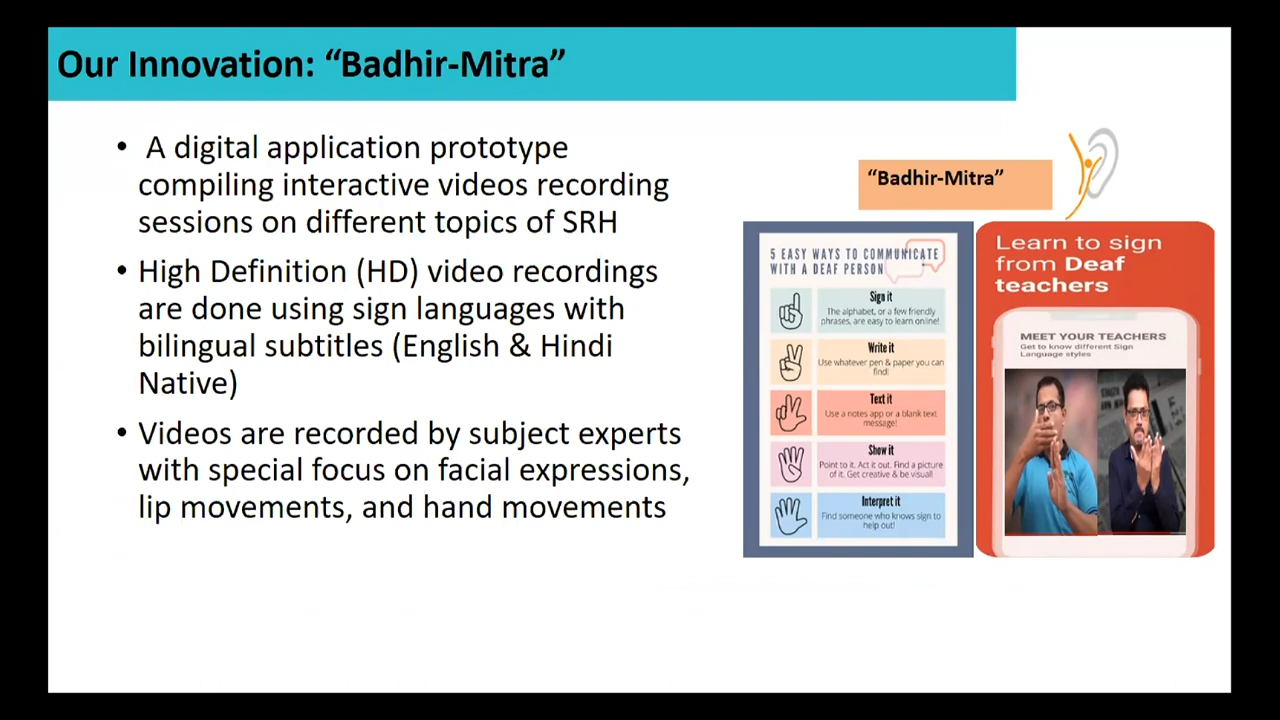 Our Innovation: “Badhir-Mitra”
• A digital application prototype
compiling interactive videos recording
sessions on different topics of SRH
• High Definition (HD) video recordings
are done using sign languages with
bilingual subtitles (English & Hindi
Native)
• Videos are recorded by subject experts
with special focus on facial expressions,
lip movements, and hand movements
“Badhir-Mitra”
5 EASY WAYS TO COMMUNICATE
WITH A DEAF PERSON
Sign it
The alphabet, or a few friendly
phrases, are easy to learn online!
Write it
Use whatever pen & paper you can
find!
Text it
Use a notes app or a blank text
message!
Show it
Point to it. Act it out. Find a picture
of it. Get creative & be visual!
Interpret it
Find someone who knows sign to
help out!
Learn to sign
from Deaf
teachers
MEET YOUR TEACHERS
Get to know different Sign
Language styles